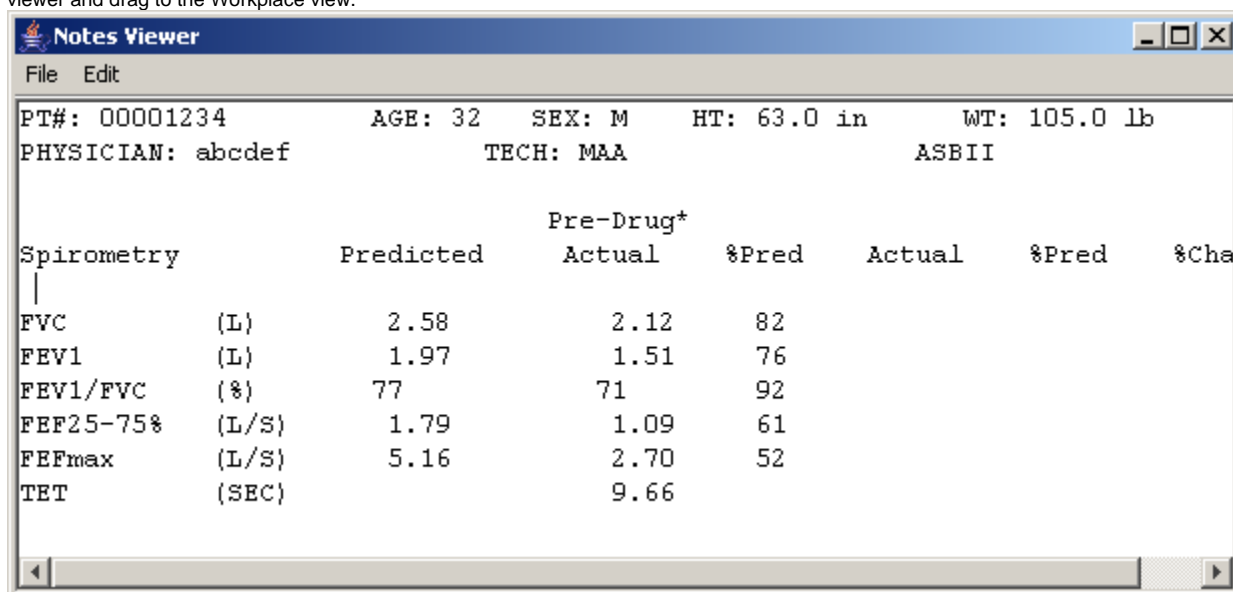 viewer and drag to the Workplace view.
Notes Viewer
File Edit
PT#: 00001234 AGE: 32 SEX: M HT: 63.0 in WT: 105.0 lb
PHYSICIAN: abcdef TECH: MAA ASBII
Pre-Drug*
Spirometry Predicted Actual %Pred Actual %Pred %Cha
FVC (L) 2.58 2.12 82
FEV1 (L) 1.97 1.51 76
FEV1/FVC (%) 77 71 92
FEF25-75% (L/S) 1.79 1.09 61
FEFmax (L/S) 5.16 2.70 52
TET (SEC) 9.66